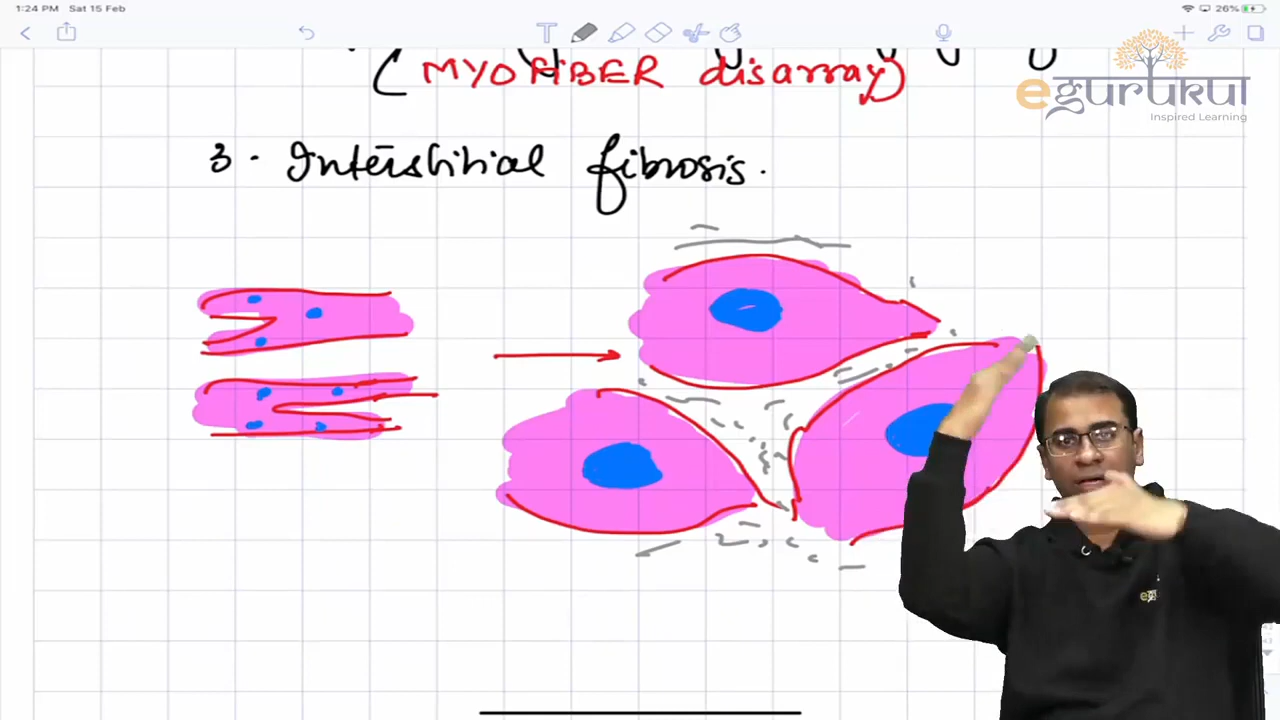 1:24 PM Sat 15 Feb
26%
(MYOFIBER disarray)
egurukul
Inspired Learning
3. Interstitial fibrosis.